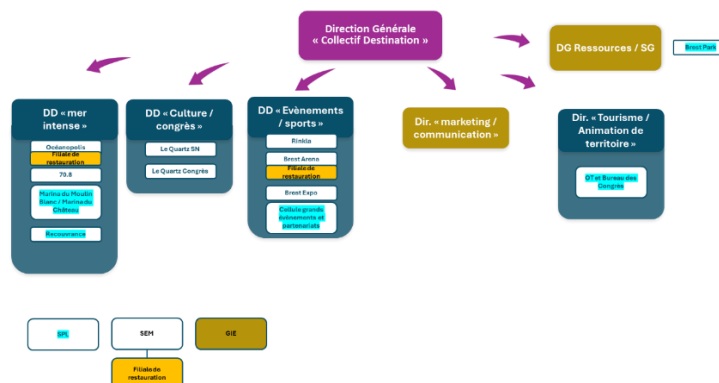 Direction Générale
« Collectif Destination »
DG Ressources / SG
Brest Park
DD « mer
intense »
Océanopolis
Filiale de
restauration
70.8
Marina du Moulin
Blanc / Marina du
Château
Recouvrance
DD « Culture /
congrès »
Le Quartz SN
Le Quartz Congrès
DD « Evènements
/ sports »
Rinkla
Brest Arena
Filiale de
restauration
Brest Expo
Cellule grands
évènements et
partenariats
Dir. « marketing /
communication »
Dir. « Tourisme /
Animation de
territoire »
OT et Bureau des
Congrès
SPL
SEM
GIE
Filiale de
restauration